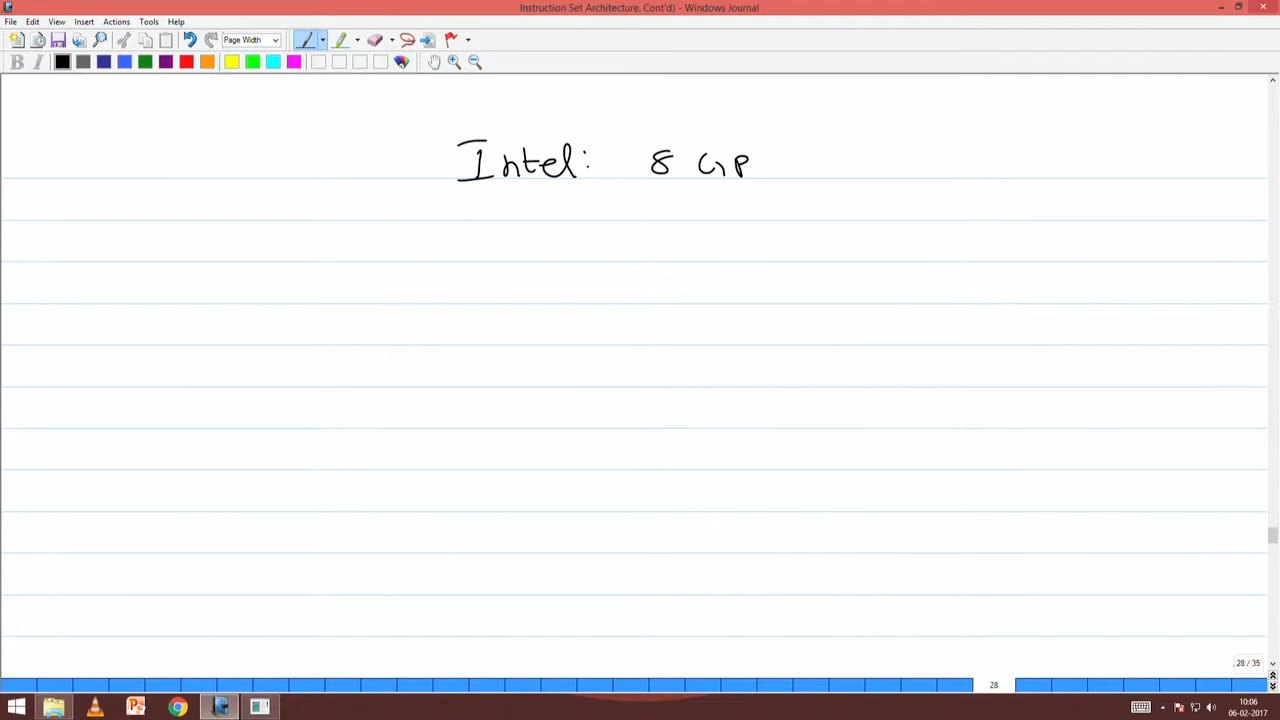 Instruction Set Architecture. Cont'd) - Windows Journal
File Edit View Insert Actions Tools Help
Page Width
B I
Intel: 8 GP
28 / 35
28
10:06
06-02-2017